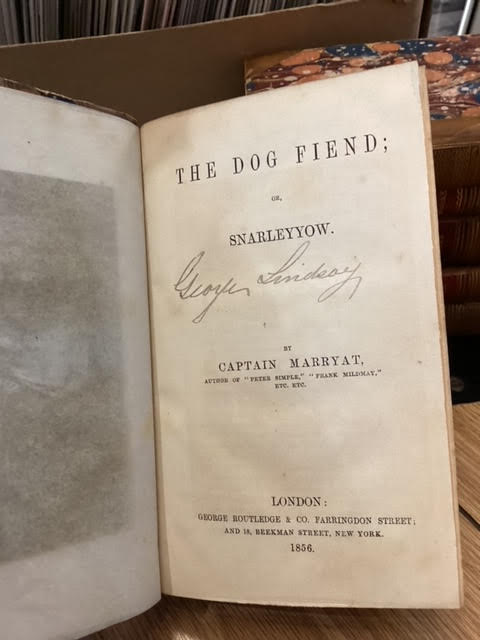 THE DOG FIEND;
OR,
SNARLEYYOW.
George Lindsay
BY
CAPTAIN MARRYAT,
AUTHOR OF "PETER SIMPLE," "FRANK MILDMAY,"
ETC. ETC.
LONDON:
GEORGE ROUTLEDGE & CO. FARRINGDON STREET;
AND 18, BEEKMAN STREET, NEW YORK.
1856.